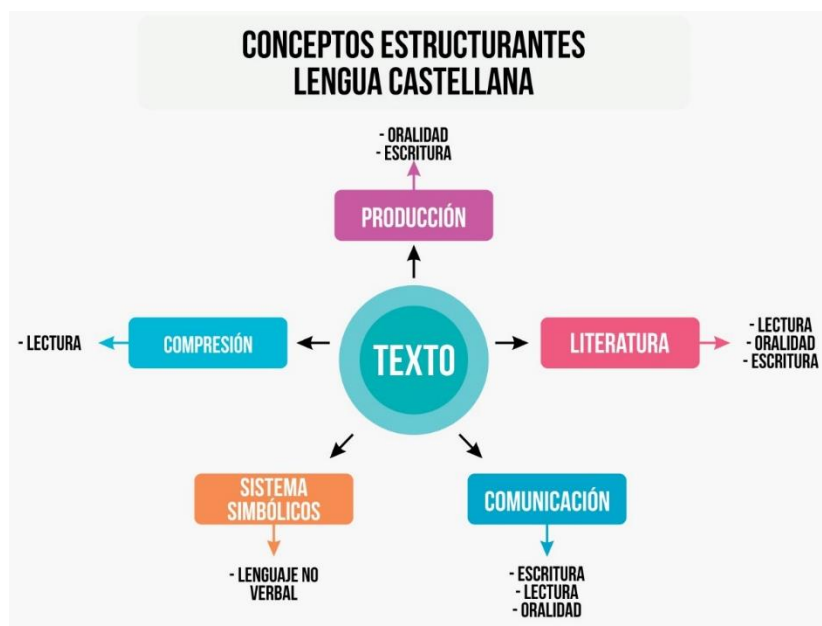 CONCEPTOS ESTRUCTURANTES
LENGUA CASTELLANA
- ORALIDAD
- ESCRITURA
PRODUCCIÓN
- LECTURA
COMPRESIÓN
TEXTO
LITERATURA
- LECTURA
- ORALIDAD
- ESCRITURA
SISTEMA
SIMBÓLICOS
COMUNICACIÓN
- LENGUAJE NO
VERBAL
- ESCRITURA
- LECTURA
- ORALIDAD